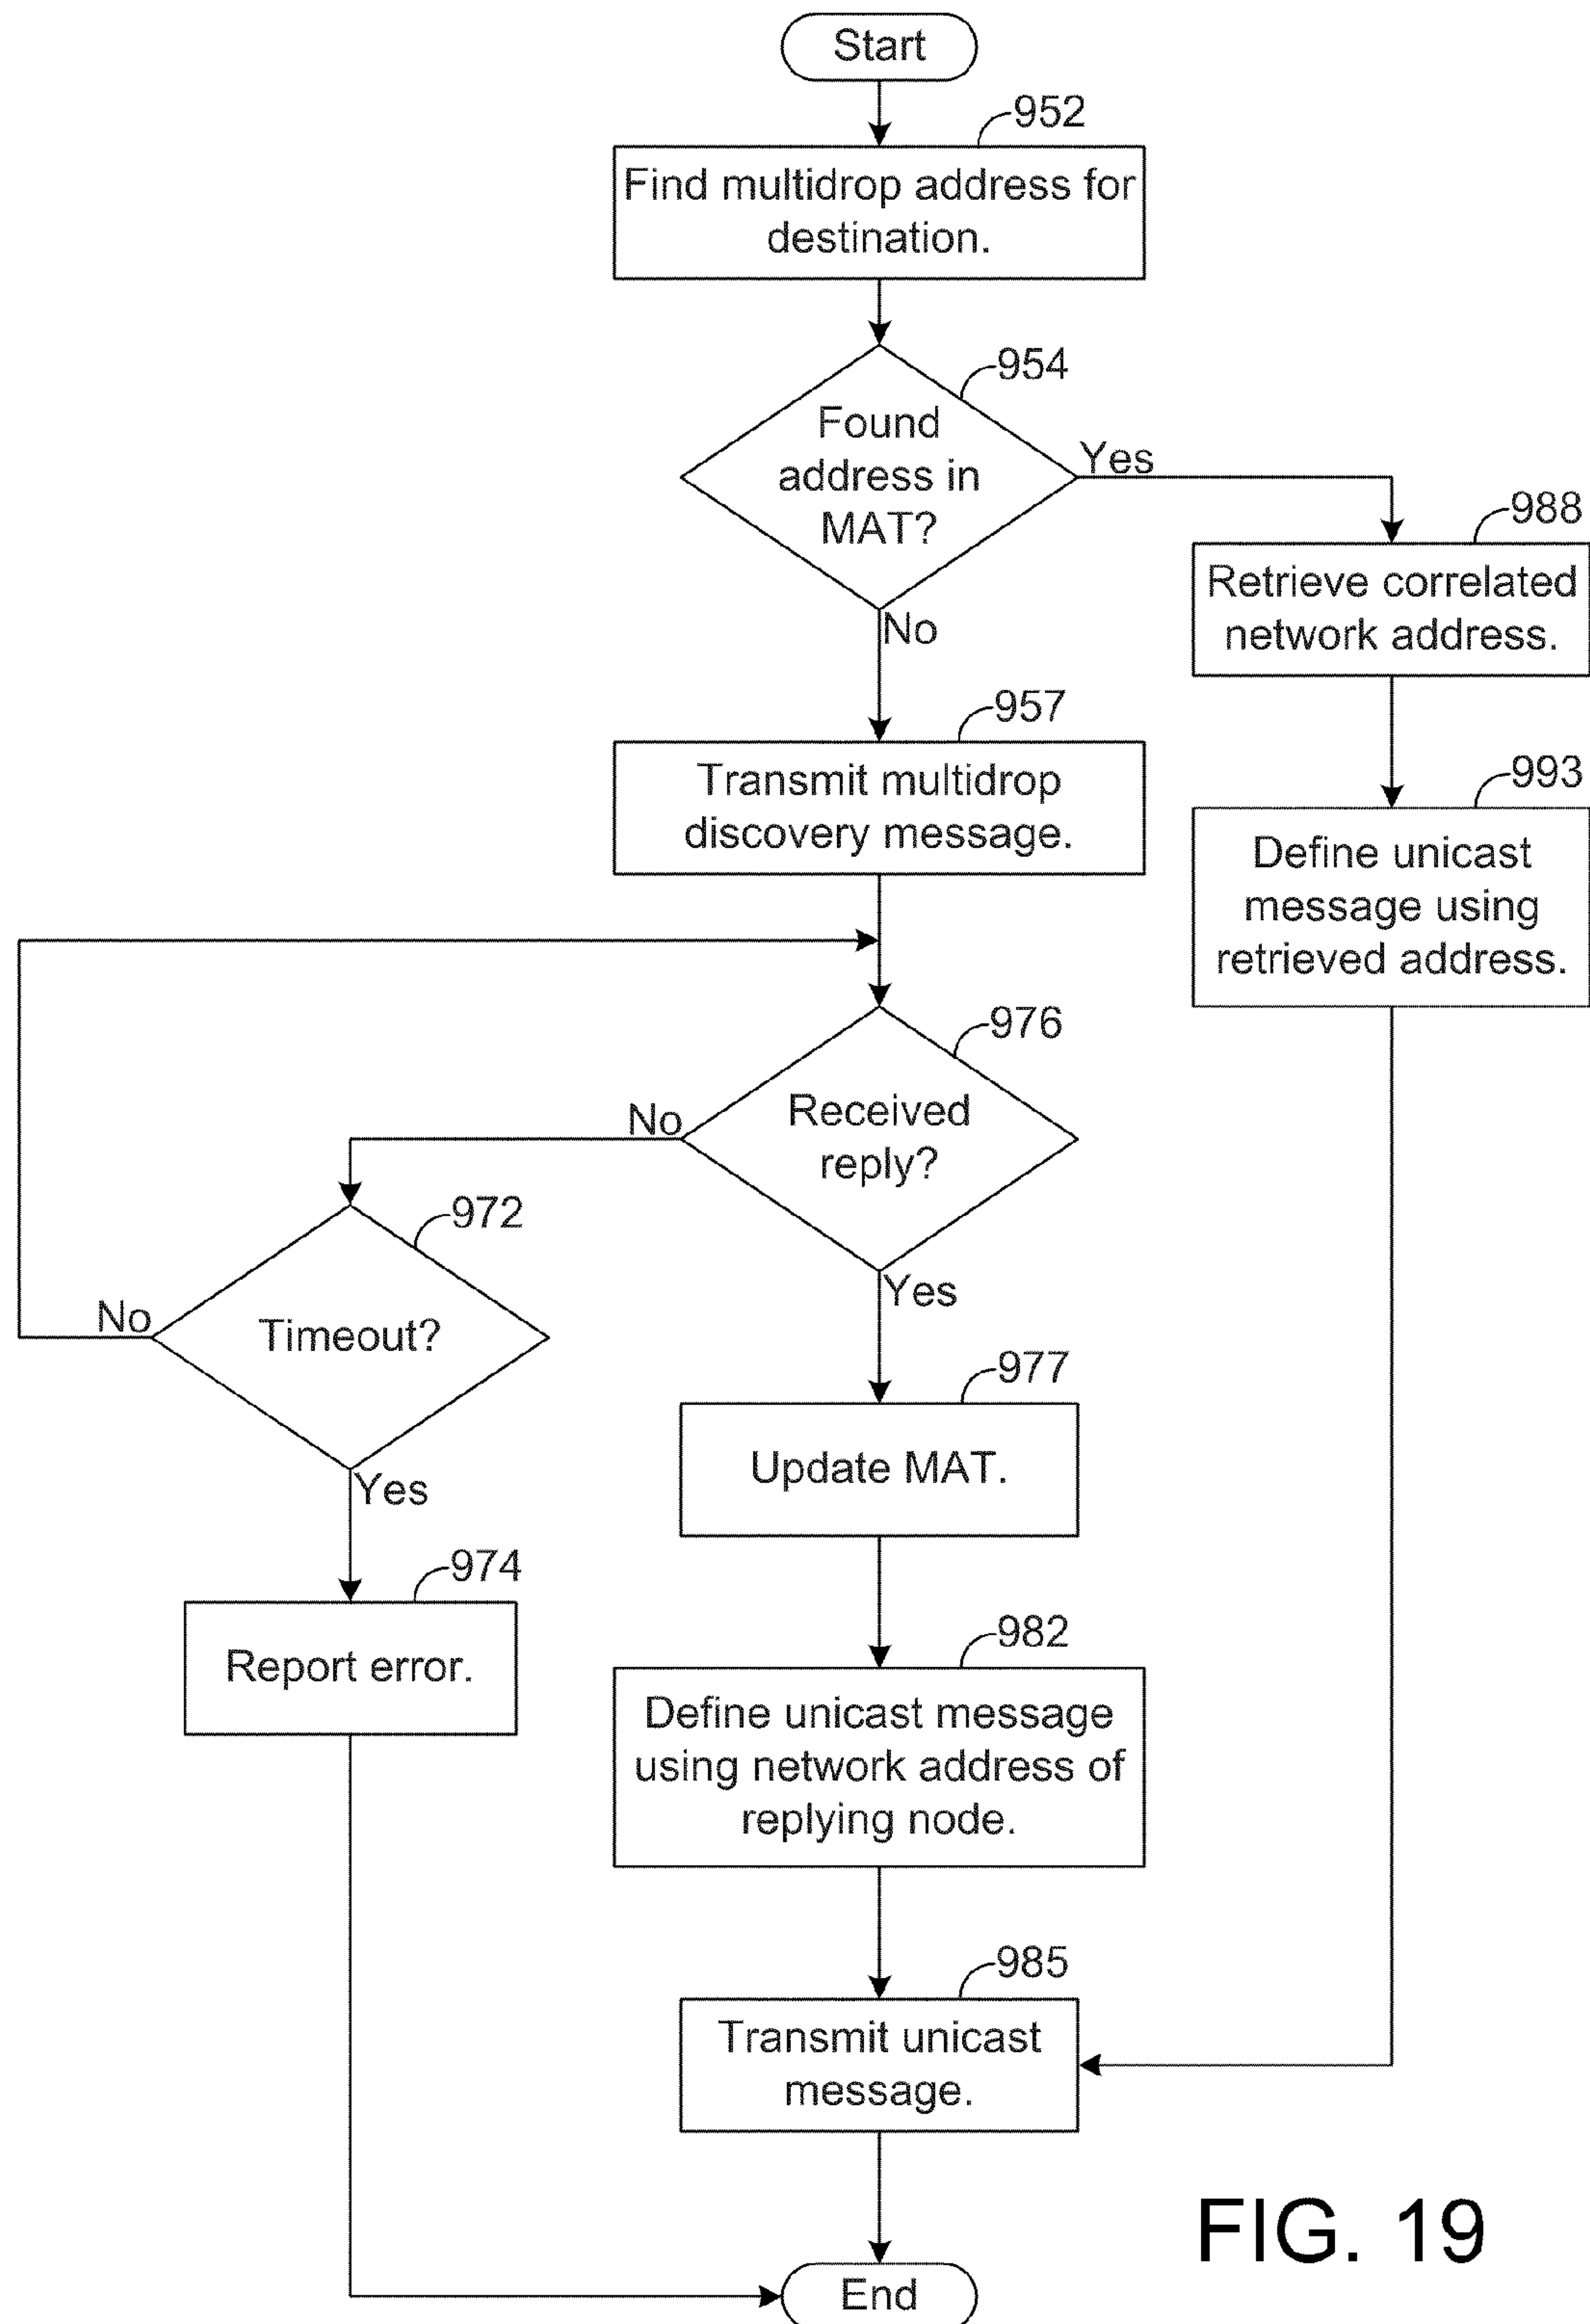 Start
952
Find multidrop address for
destination.
954
Found
address in
MAT?
Yes
No
988
Retrieve correlated
network address.
957
Transmit multidrop
discovery message.
993
Define unicast
message using
retrieved address.
976
Received
reply?
No
Yes
972
Timeout?
No
Yes
977
Update MAT.
974
Report error.
982
Define unicast message
using network address of
replying node.
985
Transmit unicast
message.
End
FIG. 19